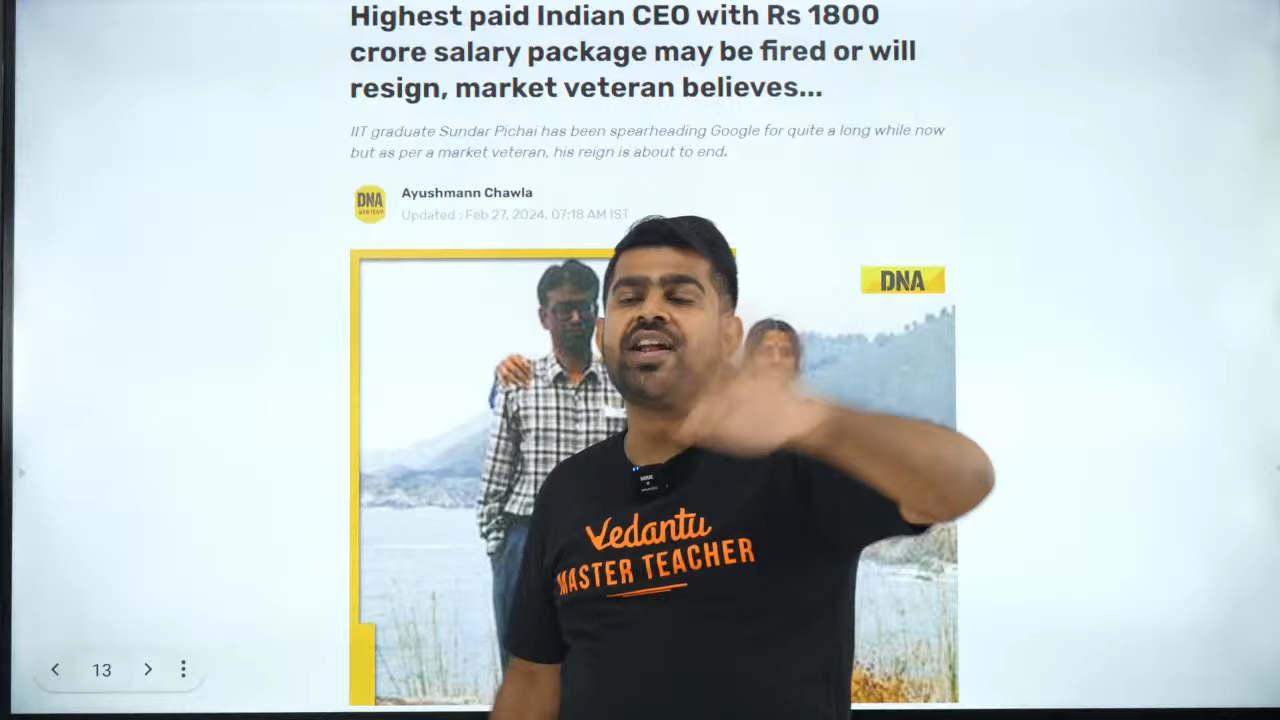 Highest paid Indian CEO with Rs 1800
crore salary package may be fired or will
resign, market veteran believes...
IIT graduate Sundar Pichai has been spearheading Google for quite a long while now
but as per a market veteran, his reign is about to end.
DNA
Ayushmann Chawla
Updated : Feb 27, 2024, 07:18 AM IST
DNA
Vedantu
MASTER TEACHER
13